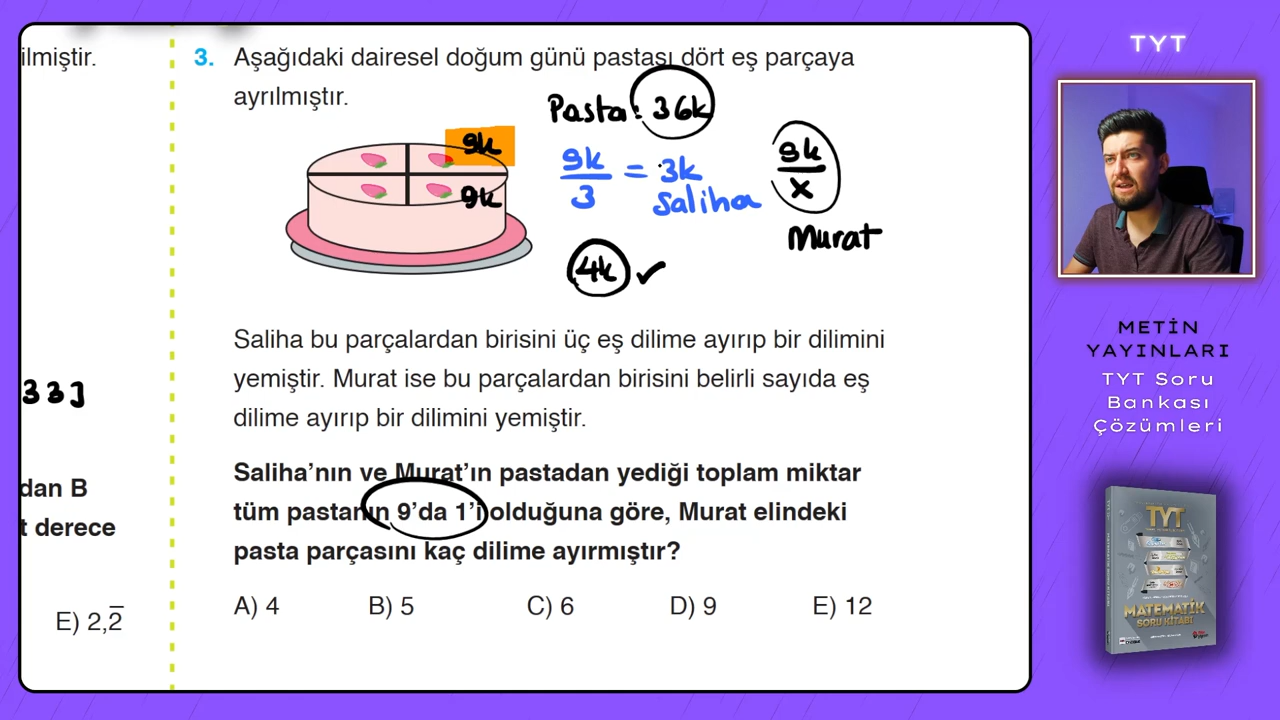 ilmiştir.
33]
dan B
t derece
E) 2,2̅
3. Aşağıdaki dairesel doğum günü pastası dört eş parçaya
ayrılmıştır.
Pasta: 36k
9k
9k
9k/3 = 3k
Saliha
9k/x
Murat
4k ✓
Saliha bu parçalardan birisini üç eş dilime ayırıp bir dilimini
yemiştir. Murat ise bu parçalardan birisini belirli sayıda eş
dilime ayırıp bir dilimini yemiştir.
Saliha’nın ve Murat’ın pastadan yediği toplam miktar
tüm pastanın 9’da 1’i olduğuna göre, Murat elindeki
pasta parçasını kaç dilime ayırmıştır?
A) 4 B) 5 C) 6 D) 9 E) 12
TYT
METİN
YAYINLARI
TYT Soru
Bankası
Çözümleri
TYT
MATEMATİK
SORU KİTABI